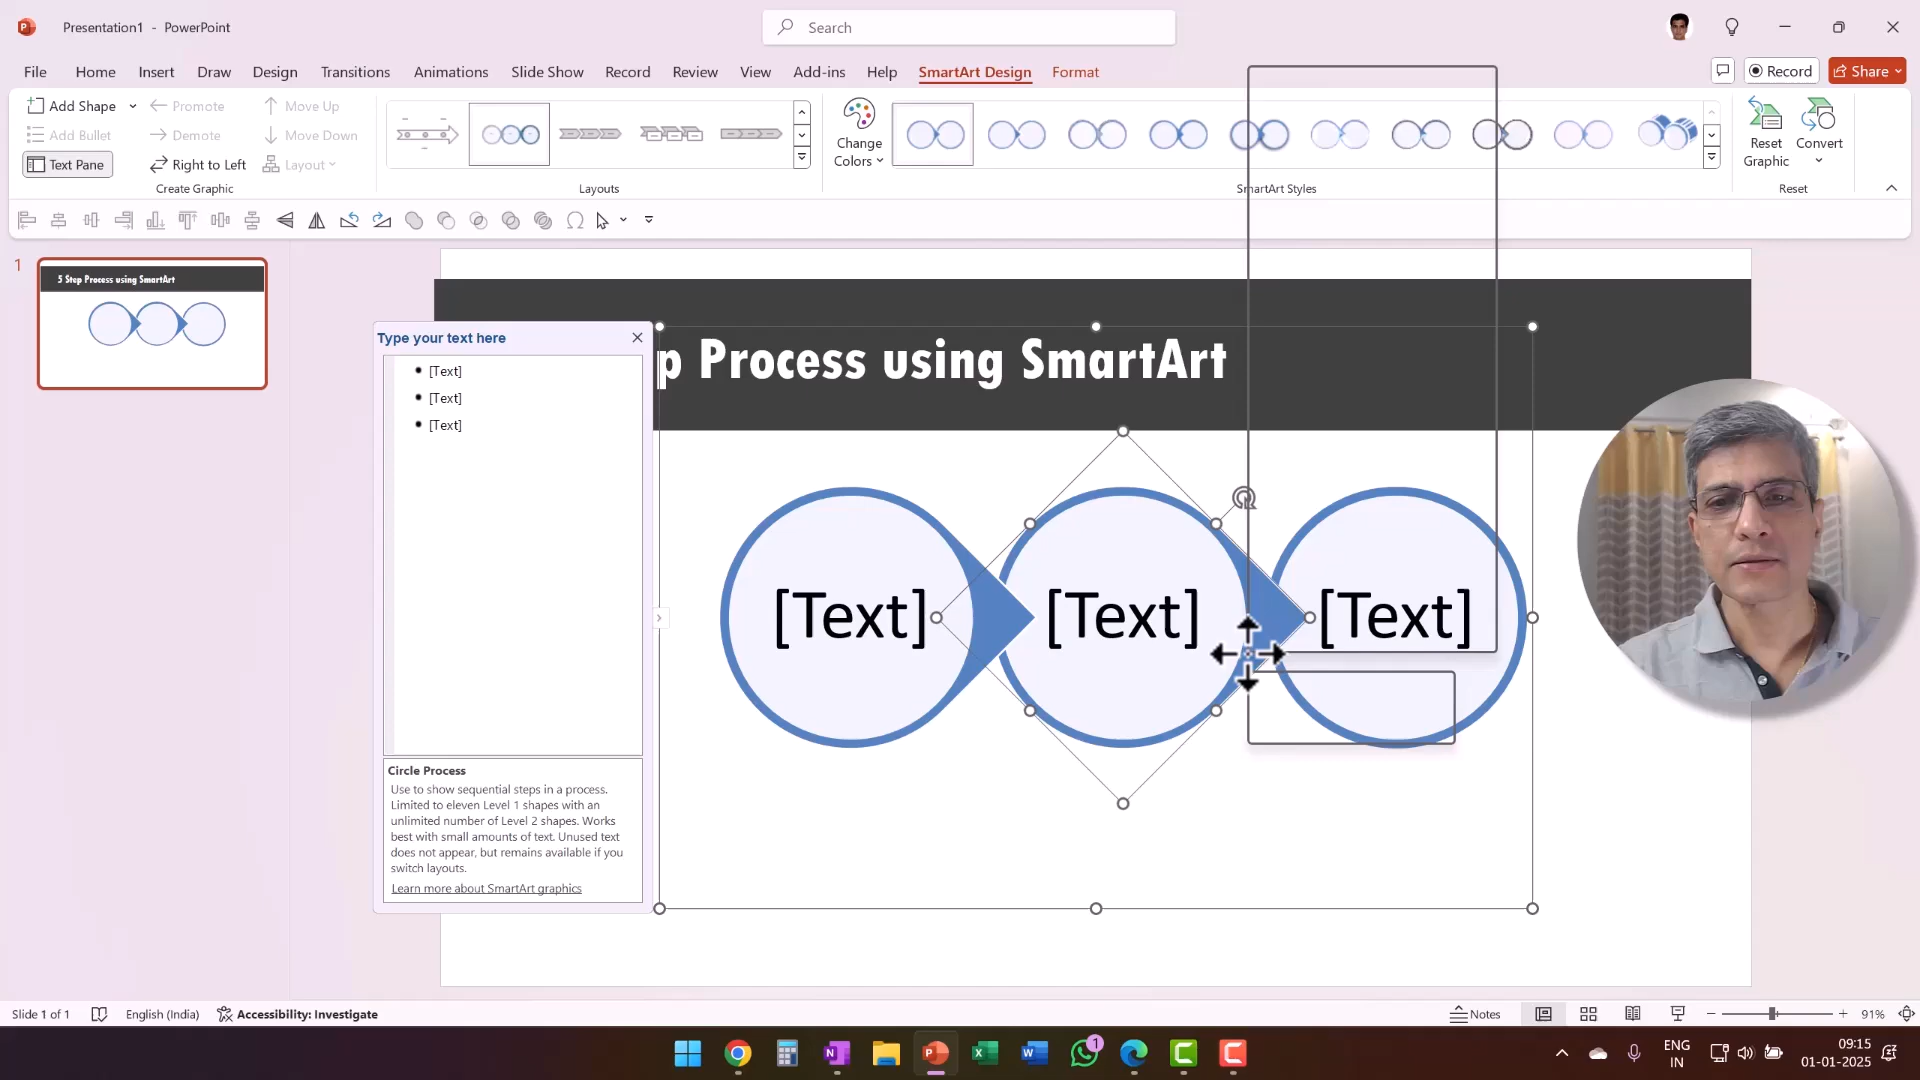 Presentation1 - PowerPoint
Search
File Home Insert Draw Design Transitions Animations Slide Show Record Review View Add-ins Help SmartArt Design Format
Record Share
Add Shape Promote Move Up
Add Bullet Demote Move Down
Text Pane Right to Left Layout
Create Graphic
Layouts
Change
Colors
SmartArt Styles
Reset
Graphic
Convert
Reset
1
5 Step Process using SmartArt
Type your text here
[Text]
[Text]
[Text]
p Process using SmartArt
[Text] [Text] [Text]
Circle Process
Use to show sequential steps in a process.
Limited to eleven Level 1 shapes with an
unlimited number of Level 2 shapes. Works
best with small amounts of text. Unused text
does not appear, but remains available if you
switch layouts.
Learn more about SmartArt graphics
Slide 1 of 1 English (India) Accessibility: Investigate Notes 91%
1
ENG
IN
09:15
01-01-2025